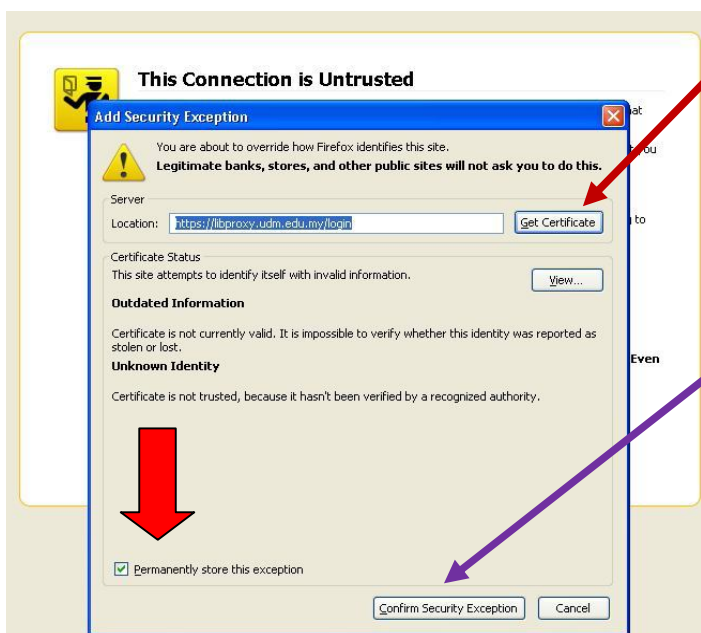 This Connection is Untrusted
Add Security Exception
at
You are about to override how Firefox identifies this site.
you
Legitimate banks, stores, and other public sites will not ask you to do this.
Server
Location: https://libproxy.udm.edu.my/login Get Certificate
to
Certificate Status
This site attempts to identify itself with invalid information.
View...
Outdated Information
Certificate is not currently valid. It is impossible to verify whether this identity was reported as
stolen or lost.
Even
Unknown Identity
Certificate is not trusted, because it hasn't been verified by a recognized authority.
Permanently store this exception
Confirm Security Exception Cancel